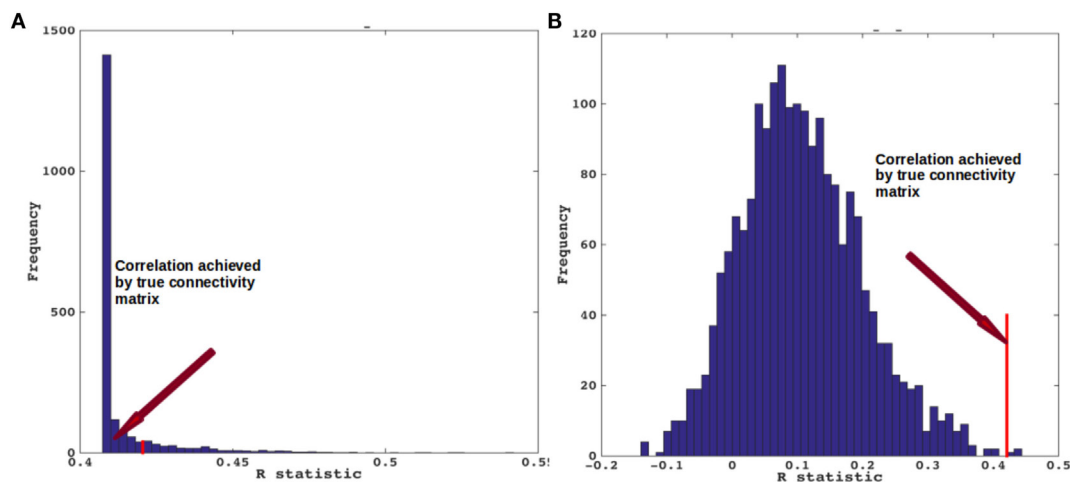 A
1500
1000
500
0
Frequency
Correlation achieved
by true connectivity
matrix
0.4
0.45
0.5
0.55
R statistic
B
120
100
80
60
40
20
0
Frequency
Correlation achieved
by true connectivity
matrix
-0.2
-0.1
0
0.1
0.2
0.3
0.4
0.5
R statistic